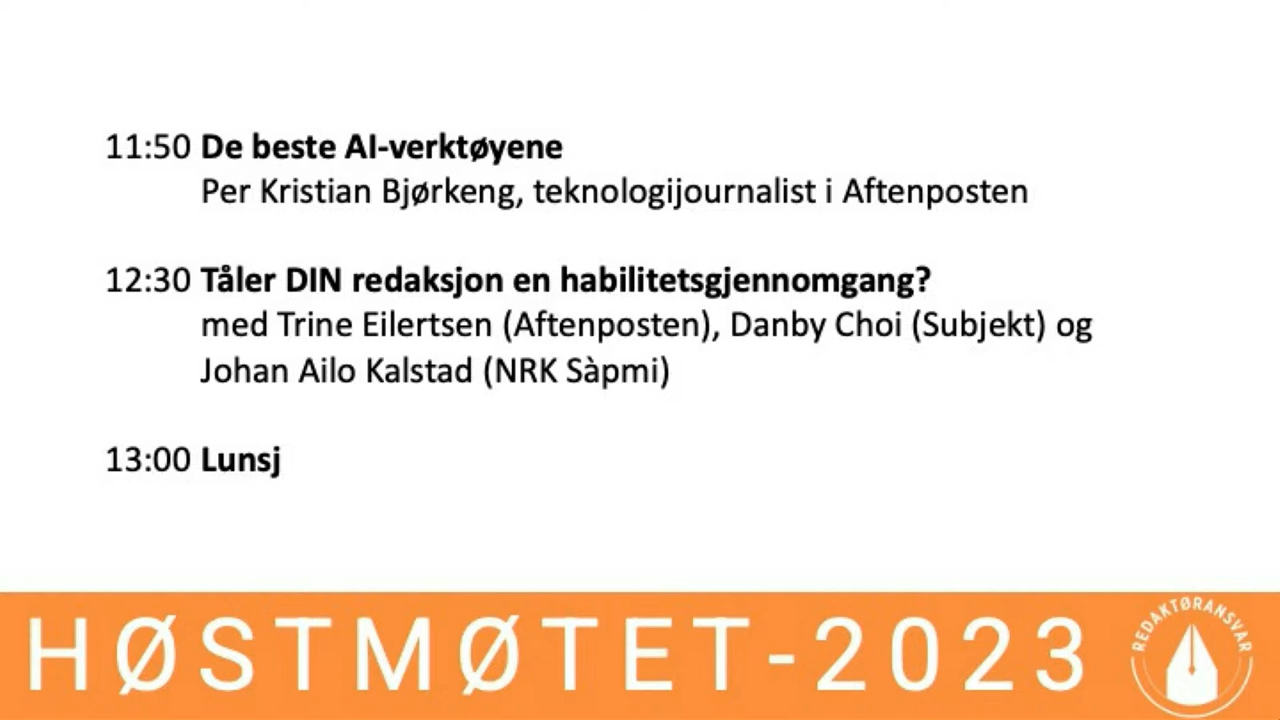 11:50 De beste AI-verktøyene
Per Kristian Bjørkeng, teknologijournalist i Aftenposten
12:30 Tåler DIN redaksjon en habilitetsgjennomgang?
med Trine Eilertsen (Aftenposten), Danby Choi (Subjekt) og
Johan Ailo Kalstad (NRK Sàpmi)
13:00 Lunsj
HØSTMØTET-2023
REDAKTØRANSVAR